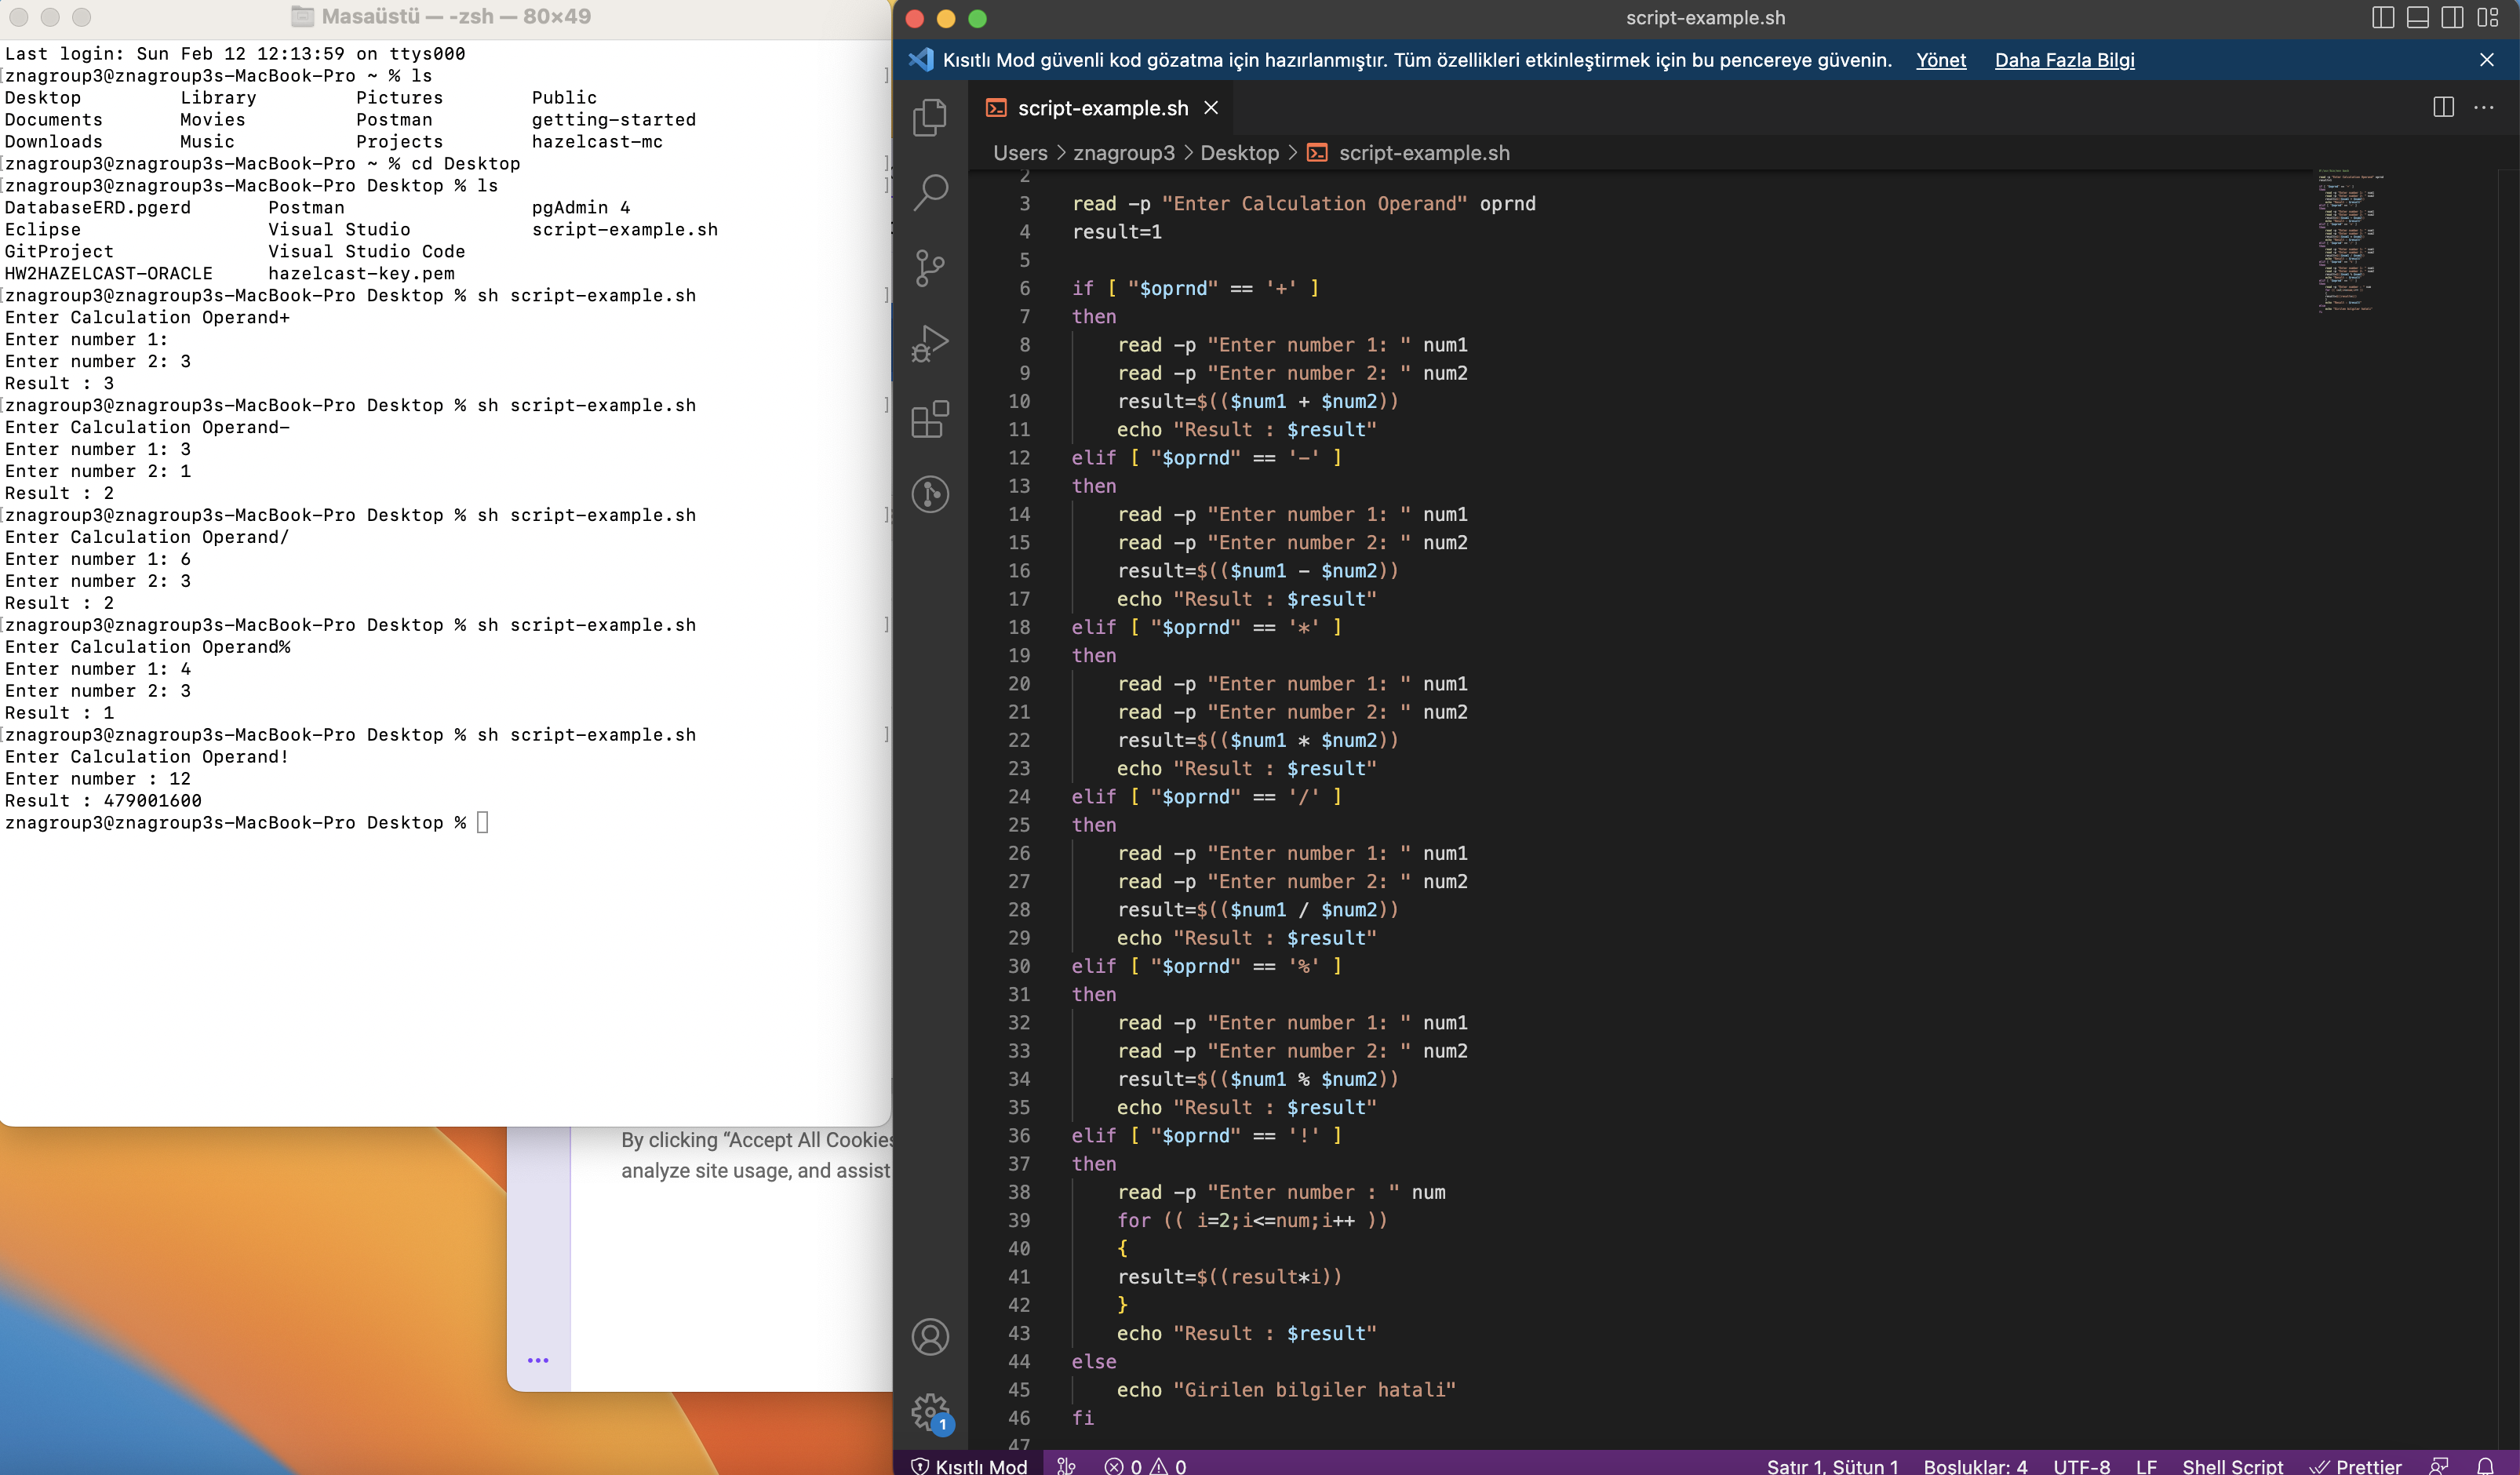 Masaüstü — -zsh — 80×49
Last login: Sun Feb 12 12:13:59 on ttys000
znagroup3@znagroup3s-MacBook-Pro ~ % ls
Desktop Library Pictures Public
Documents Movies Postman getting-started
Downloads Music Projects hazelcast-mc
znagroup3@znagroup3s-MacBook-Pro ~ % cd Desktop
znagroup3@znagroup3s-MacBook-Pro Desktop % ls
DatabaseERD.pgerd Postman pgAdmin 4
Eclipse Visual Studio script-example.sh
GitProject Visual Studio Code
HW2HAZELCAST-ORACLE hazelcast-key.pem
znagroup3@znagroup3s-MacBook-Pro Desktop % sh script-example.sh
Enter Calculation Operand+
Enter number 1:
Enter number 2: 3
Result : 3
znagroup3@znagroup3s-MacBook-Pro Desktop % sh script-example.sh
Enter Calculation Operand-
Enter number 1: 3
Enter number 2: 1
Result : 2
znagroup3@znagroup3s-MacBook-Pro Desktop % sh script-example.sh
Enter Calculation Operand/
Enter number 1: 6
Enter number 2: 3
Result : 2
znagroup3@znagroup3s-MacBook-Pro Desktop % sh script-example.sh
Enter Calculation Operand%
Enter number 1: 4
Enter number 2: 3
Result : 1
znagroup3@znagroup3s-MacBook-Pro Desktop % sh script-example.sh
Enter Calculation Operand!
Enter number : 12
Result : 479001600
znagroup3@znagroup3s-MacBook-Pro Desktop %
By clicking “Accept All Cookies
analyze site usage, and assist
script-example.sh
Kısıtlı Mod güvenli kod gözatma için hazırlanmıştır. Tüm özellikleri etkinleştirmek için bu pencereye güvenin. Yönet Daha Fazla Bilgi
script-example.sh
Users > znagroup3 > Desktop > script-example.sh
2
3 read -p "Enter Calculation Operand" oprnd
4 result=1
5
6 if [ "$oprnd" == '+' ]
7 then
8 read -p "Enter number 1: " num1
9 read -p "Enter number 2: " num2
10 result=$(($num1 + $num2))
11 echo "Result : $result"
12 elif [ "$oprnd" == '-' ]
13 then
14 read -p "Enter number 1: " num1
15 read -p "Enter number 2: " num2
16 result=$(($num1 - $num2))
17 echo "Result : $result"
18 elif [ "$oprnd" == '*' ]
19 then
20 read -p "Enter number 1: " num1
21 read -p "Enter number 2: " num2
22 result=$(($num1 * $num2))
23 echo "Result : $result"
24 elif [ "$oprnd" == '/' ]
25 then
26 read -p "Enter number 1: " num1
27 read -p "Enter number 2: " num2
28 result=$(($num1 / $num2))
29 echo "Result : $result"
30 elif [ "$oprnd" == '%' ]
31 then
32 read -p "Enter number 1: " num1
33 read -p "Enter number 2: " num2
34 result=$(($num1 % $num2))
35 echo "Result : $result"
36 elif [ "$oprnd" == '!' ]
37 then
38 read -p "Enter number : " num
39 for (( i=2;i<=num;i++ ))
40 {
41 result=$((result*i))
42 }
43 echo "Result : $result"
44 else
45 echo "Girilen bilgiler hatali"
46 fi
47
1
Kısıtlı Mod 0 0 Satır 1, Sütun 1 Boşluklar: 4 UTF-8 LF Shell Script Prettier